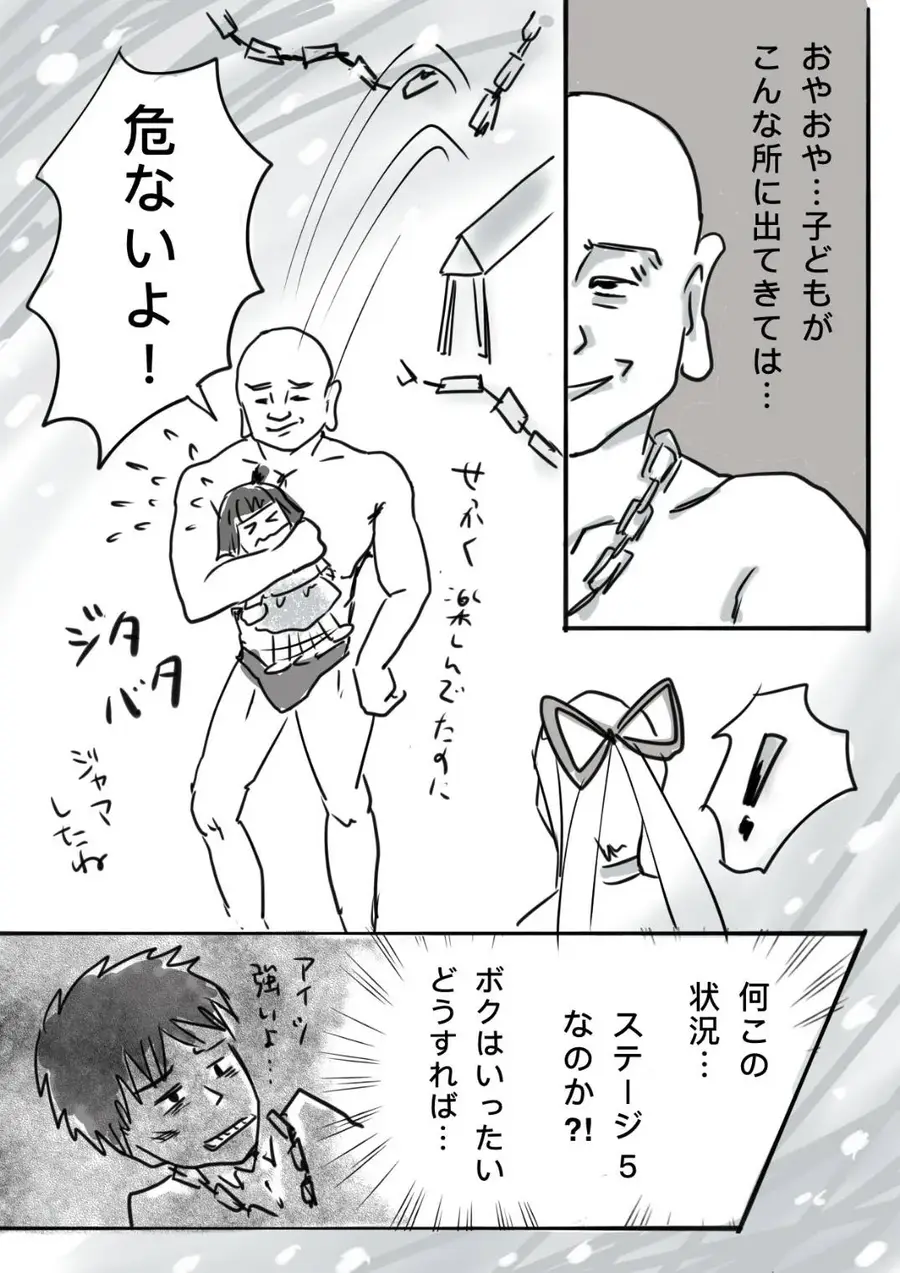 おやおや…子どもが
こんな所に出てきては…
危ないよ！
せっかく
楽しんでたのに
ジタ
バタ
ジャマ
したね
！
何この
状況…
ステージ5
なのか?!
ボクはいったい
どうすれば…
アイツ
強いよ…